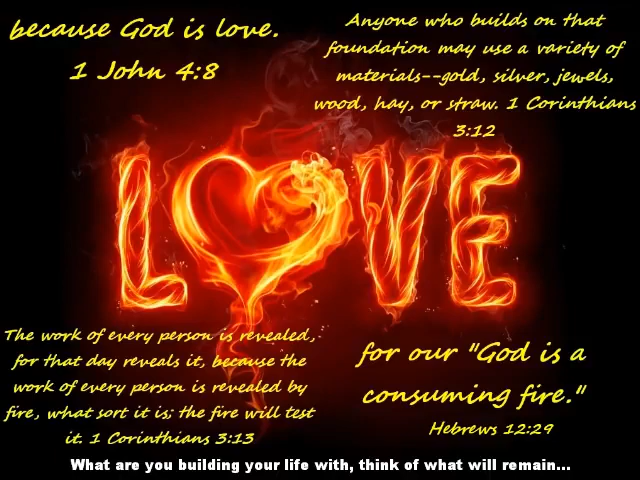 because God is love.
1 John 4:8
Anyone who builds on that
foundation may use a variety of
materials--gold, silver, jewels,
wood, hay, or straw. 1 Corinthians
3:12
LOVE
The work of every person is revealed,
for that day reveals it, because the
work of every person is revealed by
fire, what sort it is; the fire will test
it. 1 Corinthians 3:13
for our "God is a
consuming fire."
Hebrews 12:29
What are you building your life with, think of what will remain...